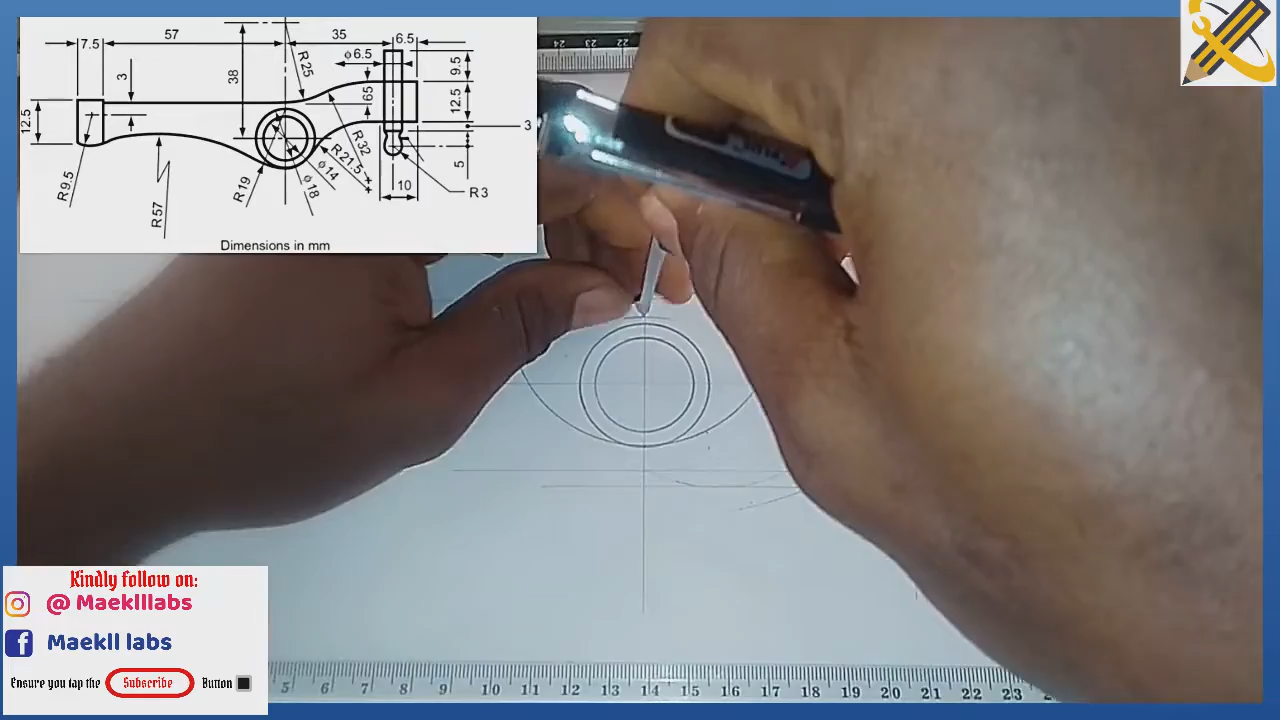 7.5
57
35
6.5
ϕ6.5
R25
9.5
3
38
65
12.5
12.5
3
R32
R21.5
5
ϕ14
R9.5
R19
ϕ18
10
R3
R57
Dimensions in mm
24 23 22
Kindly follow on:
@ Maeklllabs
Maekll labs
Ensure you tap the Subscribe Button
5 6 7 8 9 10 11 12 13 14 15 16 17 18 19 20 21 22 23